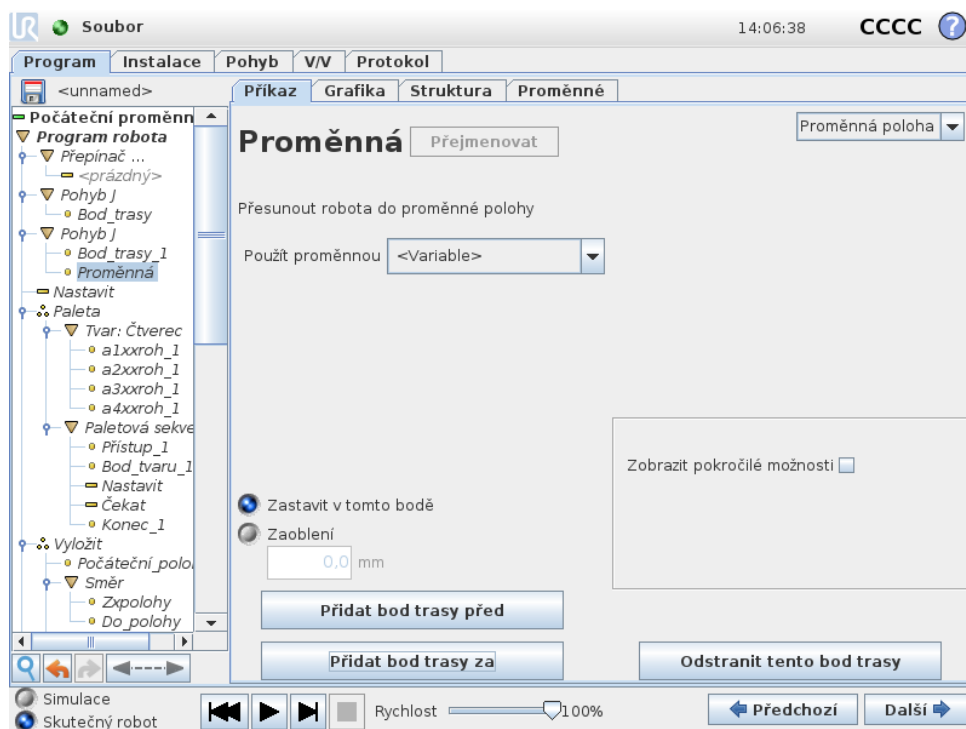 UR Soubor 14:06:38 CCCC ?
Program Instalace Pohyb V/V Protokol
<unnamed>
Příkaz Grafika Struktura Proměnné
Počáteční proměnn
Program robota
Přepínač ...
<prázdný>
Pohyb J
Bod_trasy
Pohyb J
Bod_trasy_1
Proměnná
Nastavit
Paleta
Tvar: Čtverec
a1xxroh_1
a2xxroh_1
a3xxroh_1
a4xxroh_1
Paletová sekve
Přístup_1
Bod_tvaru_1
Nastavit
Čekat
Konec_1
Vyložit
Počáteční polo
Směr
Zxpolohy
Do_polohy
Proměnná Přejmenovat
Proměnná poloha
Přesunout robota do proměnné polohy
Použít proměnnou <Variable>
Zobrazit pokročilé možnosti
Zastavit v tomto bodě
Zaoblení
0,0 mm
Přidat bod trasy před
Přidat bod trasy za
Odstranit tento bod trasy
Simulace
Skutečný robot
Rychlost 100%
Předchozí
Další